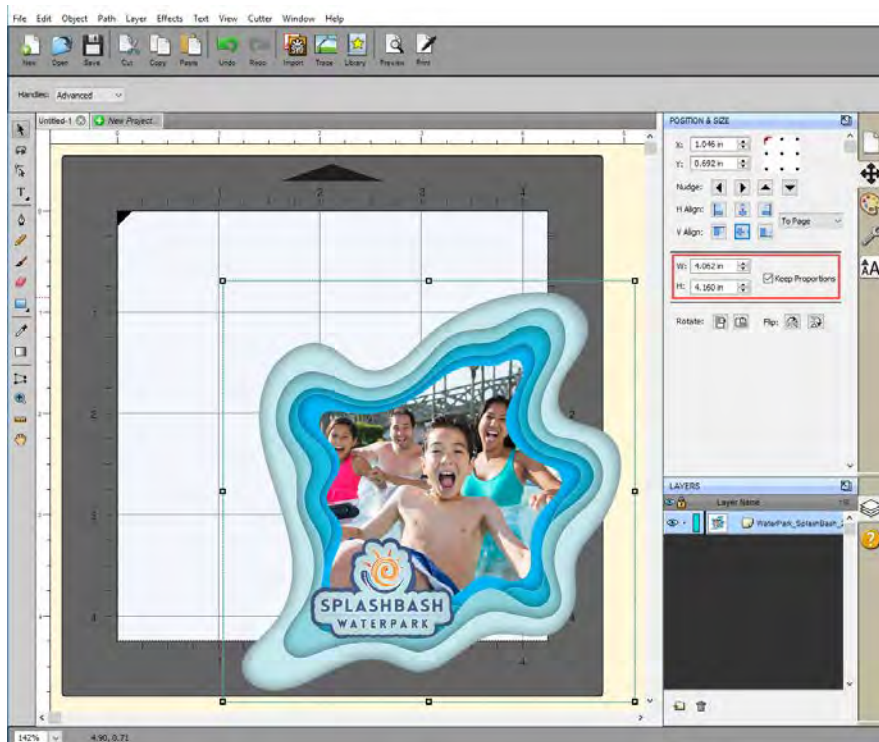 File Edit Object Path Layer Effects Text View Cutter Window Help
New Open Save Cut Copy Paste Undo Redo Import Trace Library Preview Print
Handles: Advanced
Untitled-1 New Project...
POSITION & SIZE
X: 1.046 in
Y: 0.692 in
Nudge:
H Align:
To Page
V Align:
W: 4.062 in
Keep Proportions
H: 4.160 in
Rotate: Flip:
AA
LAYERS
Layer Name
WaterPark_SplashBash_
SPLASHBASH
WATERPARK
142% 4.90, 0.71